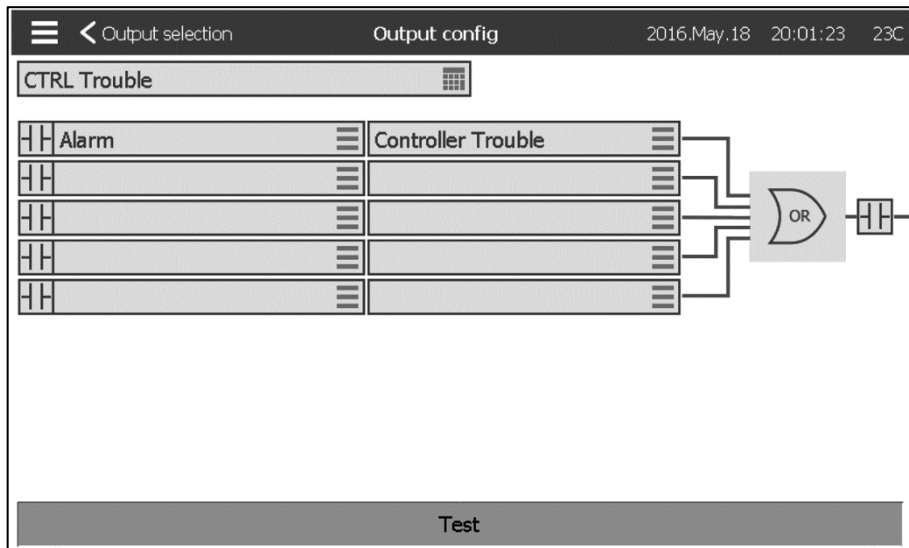 Output selection Output config 2016.May.18 20:01:23 23C
CTRL Trouble
Alarm Controller Trouble
OR
Test